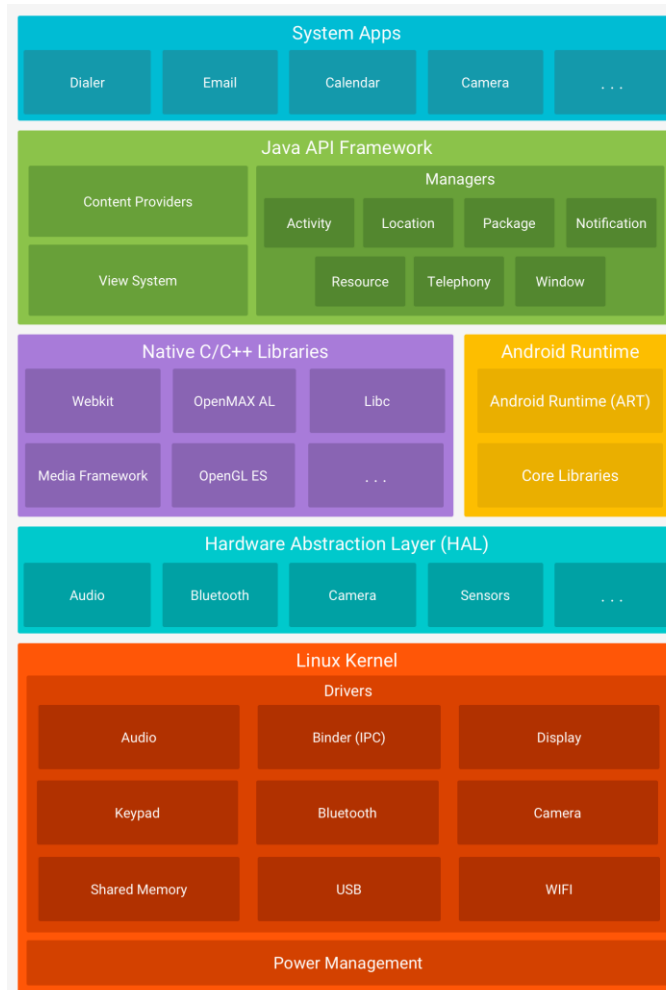 System Apps
Dialer
Email
Calendar
Camera
. . .
Java API Framework
Content Providers
View System
Managers
Activity
Location
Package
Notification
Resource
Telephony
Window
Native C/C++ Libraries
Webkit
OpenMAX AL
Libc
Media Framework
OpenGL ES
. . .
Android Runtime
Android Runtime (ART)
Core Libraries
Hardware Abstraction Layer (HAL)
Audio
Bluetooth
Camera
Sensors
. . .
Linux Kernel
Drivers
Audio
Binder (IPC)
Display
Keypad
Bluetooth
Camera
Shared Memory
USB
WIFI
Power Management